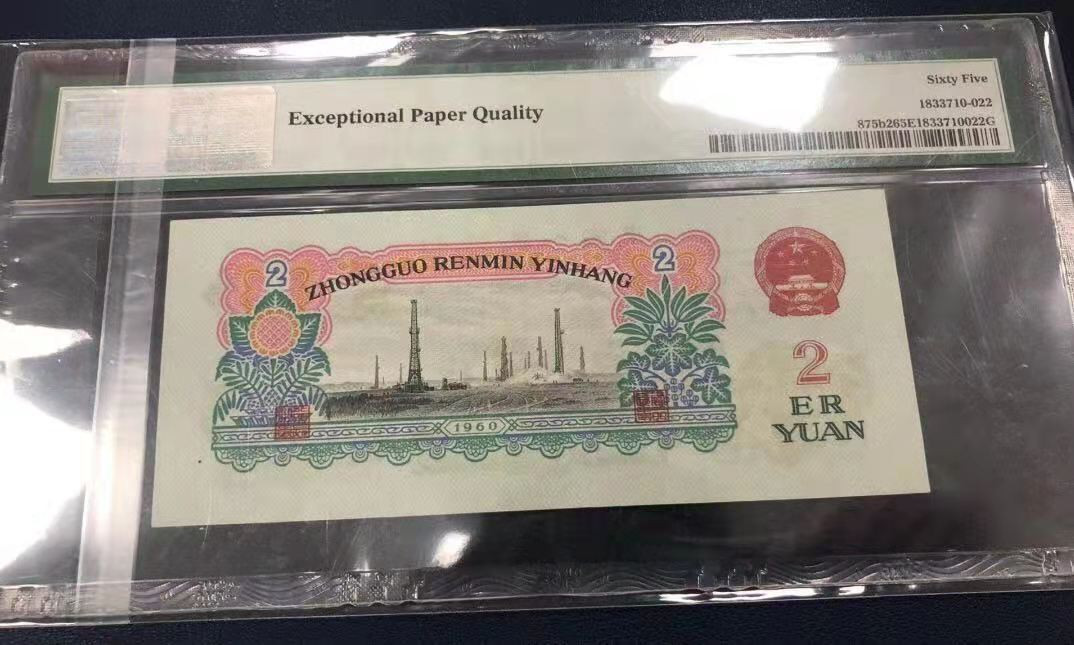 Exceptional Paper Quality
Sixty Five
1833710-022
875b265E1833710022G
2
2
ZHONGGUO RENMIN YINHANG
1960
2
ER
YUAN